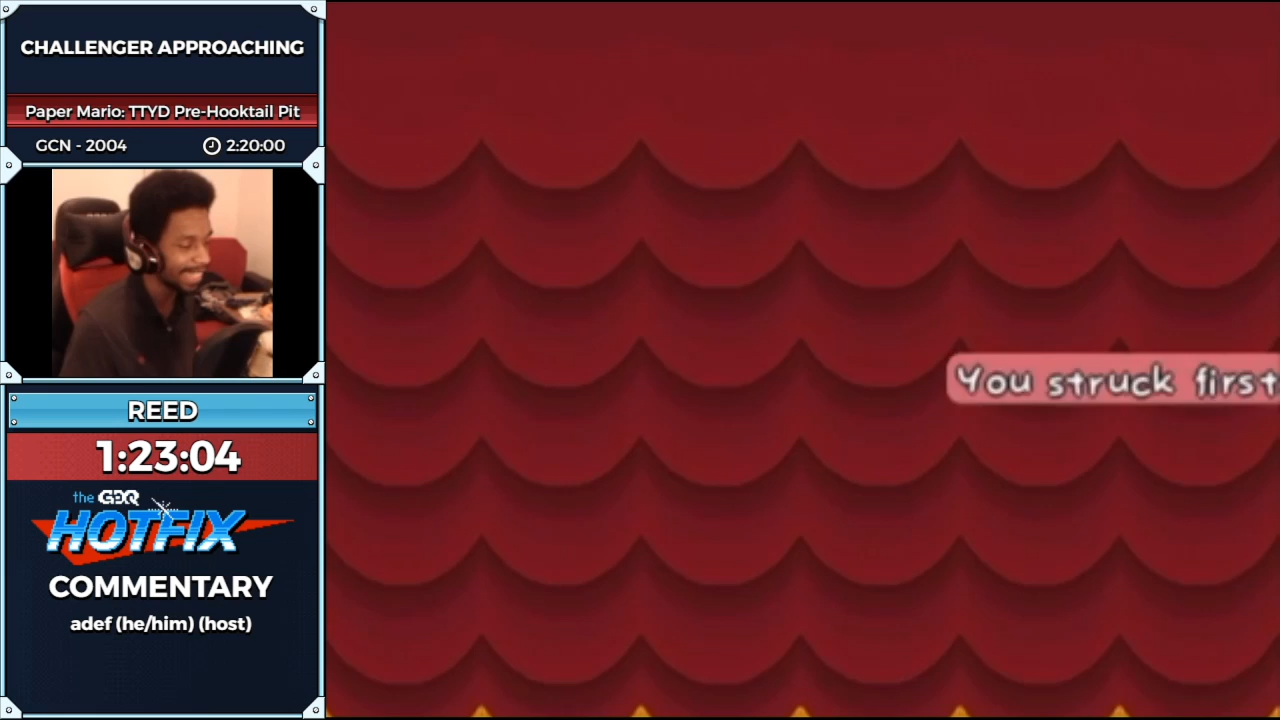 CHALLENGER APPROACHING
Paper Mario: TTYD Pre-Hooktail Pit
GCN - 2004
2:20:00
You struck first
REED
1:23:04
the GDQ
HOTFIX
COMMENTARY
adef (he/him) (host)